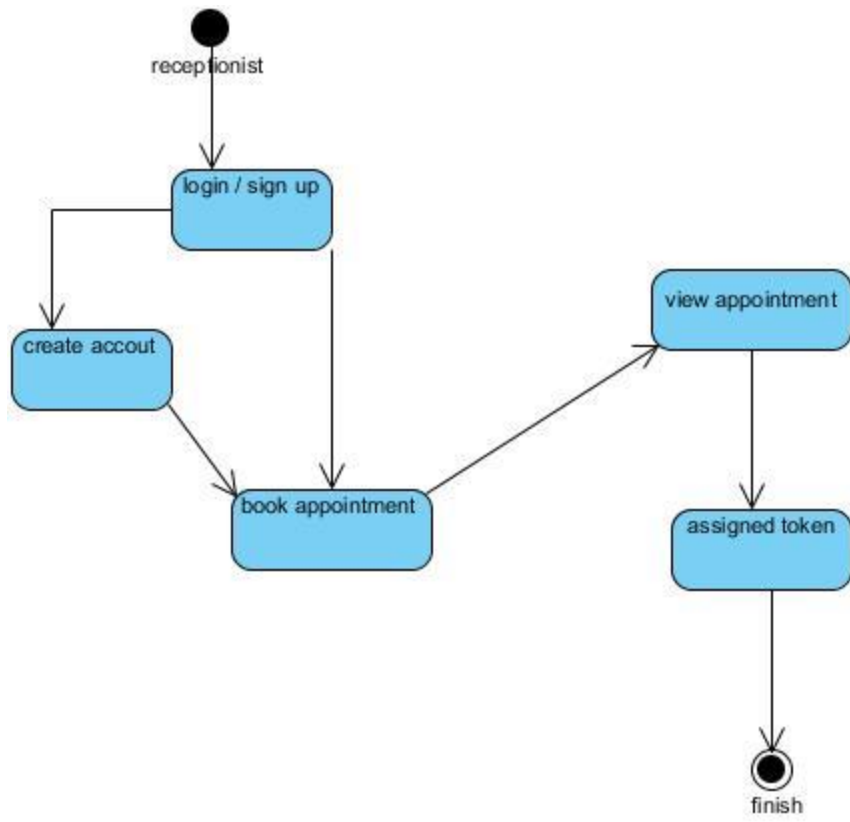 receptionist
login / sign up
view appointment
create accout
book appointment
assigned token
finish